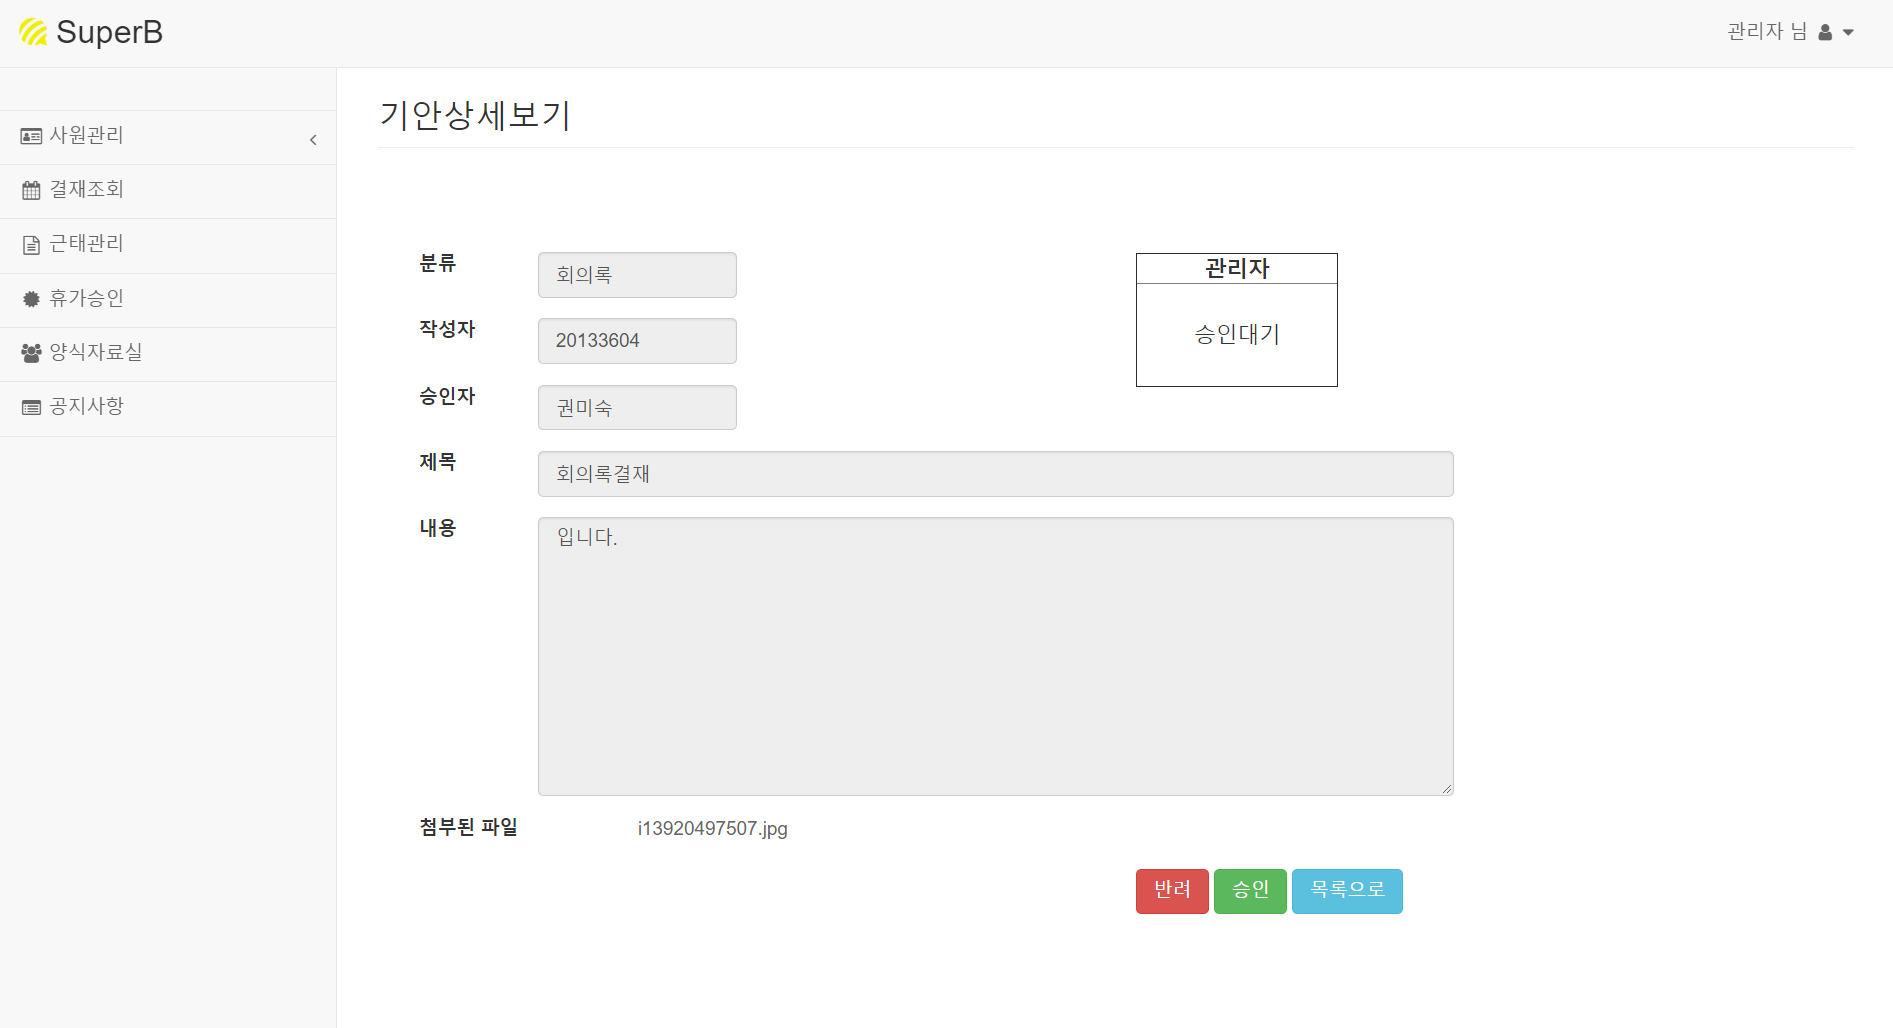 SuperB
관리자 님
사원관리
결재조회
근태관리
휴가승인
양식자료실
공지사항
기안상세보기
분류
회의록
관리자
승인대기
작성자
20133604
승인자
권미숙
제목
회의록결재
내용
입니다.
첨부된 파일
i13920497507.jpg
반려
승인
목록으로